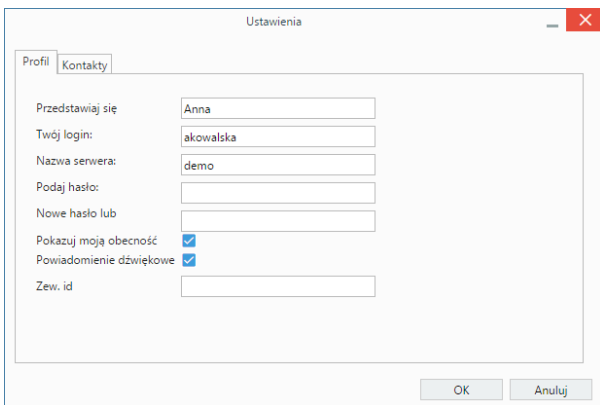 Ustawienia
Profil
Kontakty
Przedstawiaj się Anna
Twój login: akowalska
Nazwa serwera: demo
Podaj hasło:
Nowe hasło lub
Pokazuj moją obecność
Powiadomienie dźwiękowe
Zew. id
OK Anuluj